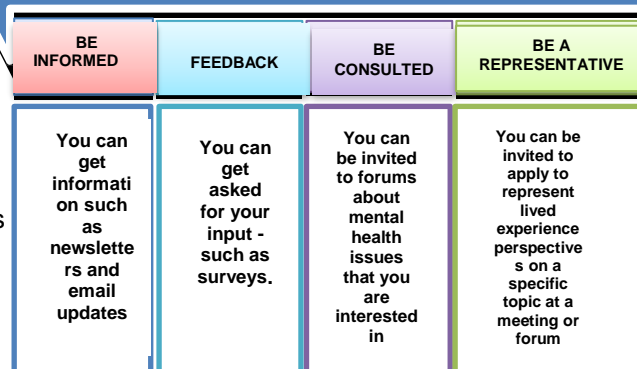 BE
INFORMED
FEEDBACK
BE
CONSULTED
BE A
REPRESENTATIVE
You can
get
informati
on such
as
newslette
rs and
email
updates
You can
get
asked
for your
input -
such as
surveys.
You can
be invited
to forums
about
mental
health
issues
that you
are
interested
in
You can be
invited to
apply to
represent
lived
experience
perspective
s on a
specific
topic at a
meeting or
forum
s